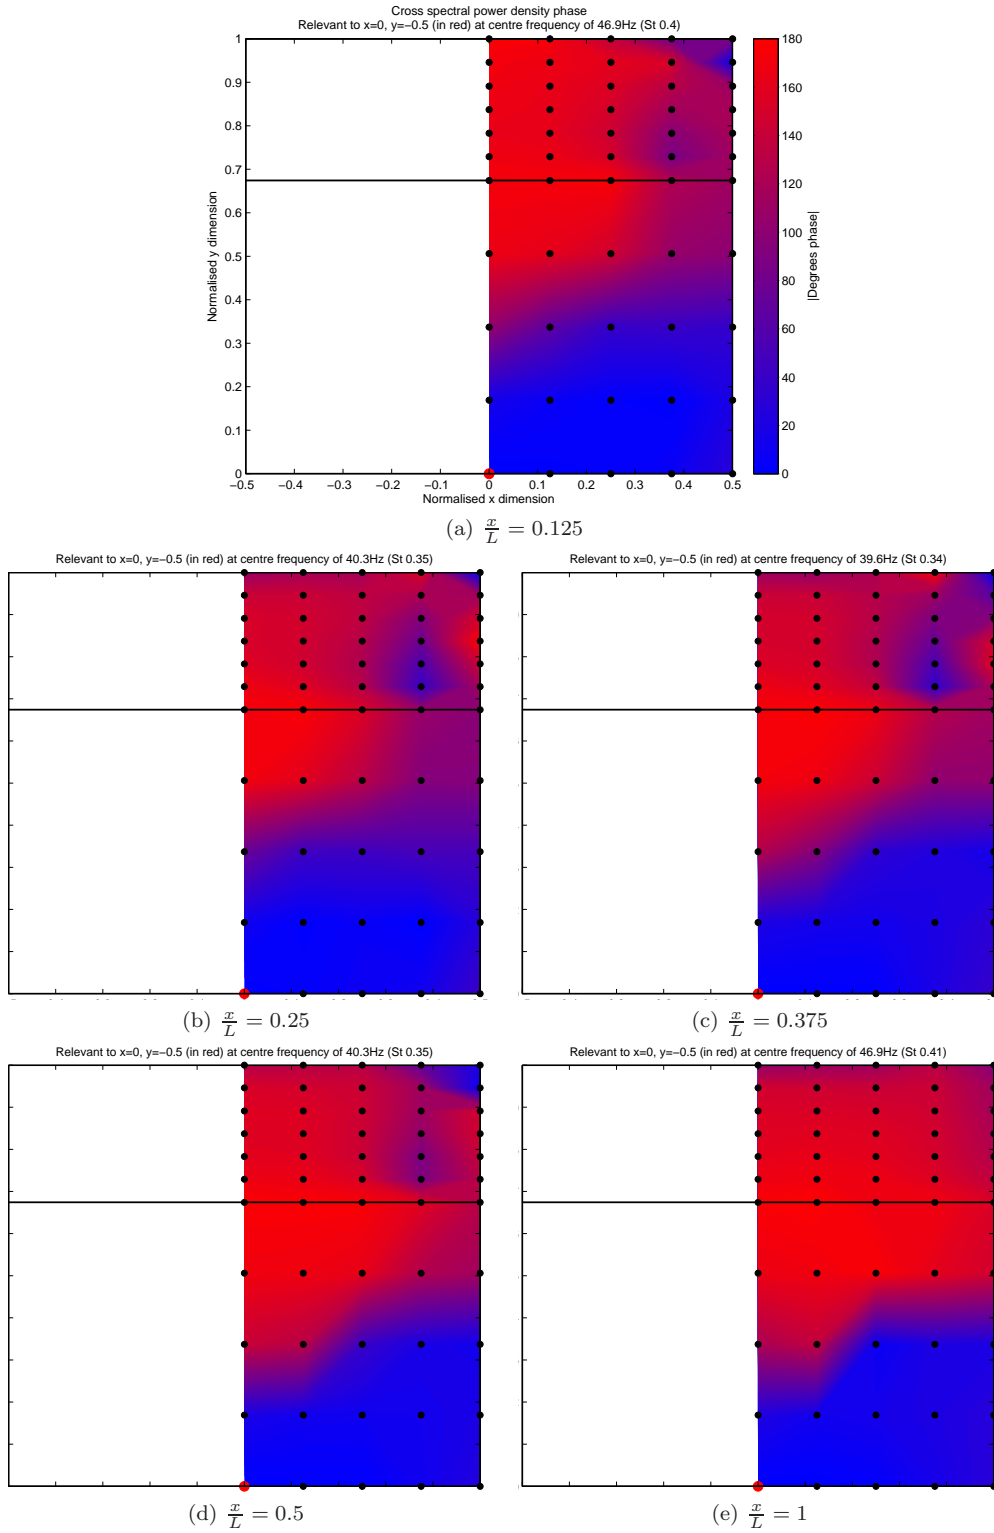 Cross spectral power density phase
Relevant to x=0, y=−0.5 (in red) at centre frequency of 46.9Hz (St 0.4)
1
0.9
0.8
0.7
0.6
0.5
0.4
0.3
0.2
0.1
0
Normalised y dimension
−0.5 −0.4 −0.3 −0.2 −0.1 0 0.1 0.2 0.3 0.4 0.5
Normalised x dimension
180
160
140
120
100
80
60
40
20
0
|Degrees phase|
(a) x/L = 0.125
Relevant to x=0, y=−0.5 (in red) at centre frequency of 40.3Hz (St 0.35)
(b) x/L = 0.25
Relevant to x=0, y=−0.5 (in red) at centre frequency of 39.6Hz (St 0.34)
(c) x/L = 0.375
Relevant to x=0, y=−0.5 (in red) at centre frequency of 40.3Hz (St 0.35)
(d) x/L = 0.5
Relevant to x=0, y=−0.5 (in red) at centre frequency of 46.9Hz (St 0.41)
(e) x/L = 1